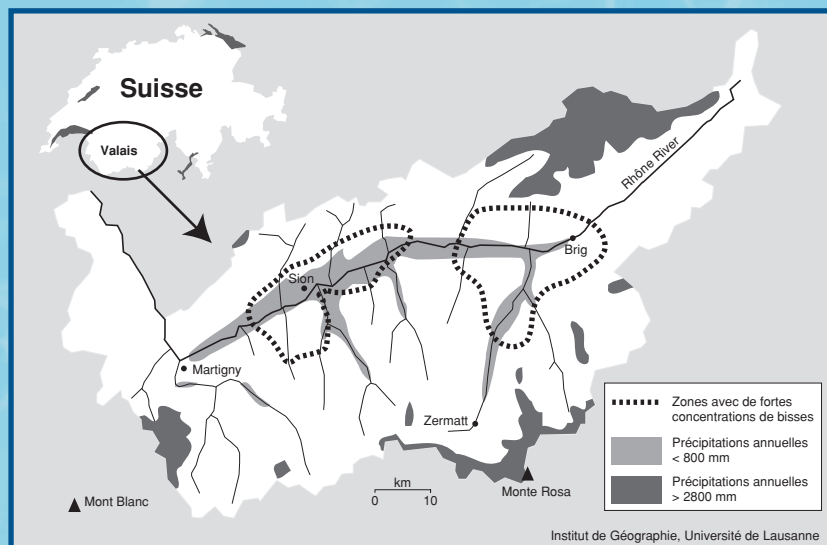 Suisse
Valais
Rhône River
Brig
Sion
Martigny
Zermatt
Zones avec de fortes
concentrations de bisses
Précipitations annuelles
< 800 mm
Précipitations annuelles
> 2800 mm
km
0 10
Mont Blanc
Monte Rosa
Institut de Géographie, Université de Lausanne